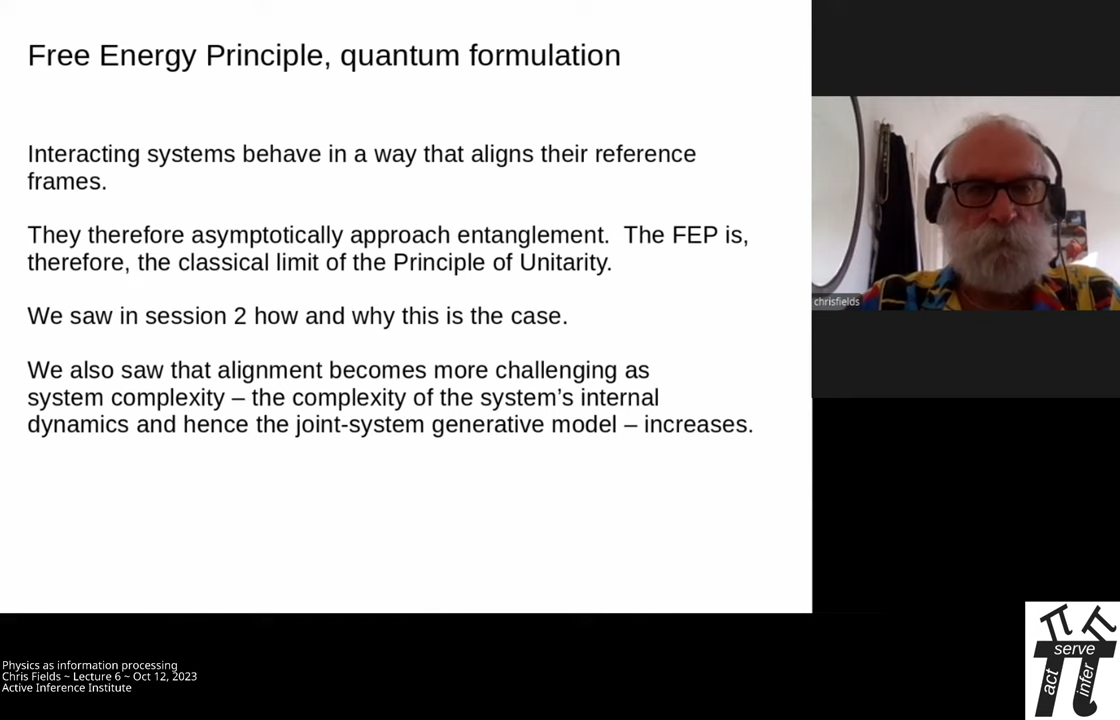 Free Energy Principle, quantum formulation
Interacting systems behave in a way that aligns their reference
frames.
They therefore asymptotically approach entanglement.  The FEP is,
therefore, the classical limit of the Principle of Unitarity.
We saw in session 2 how and why this is the case.
We also saw that alignment becomes more challenging as
system complexity – the complexity of the system’s internal
dynamics and hence the joint-system generative model – increases.
chrisfields
Physics as information processing
Chris Fields ~ Lecture 6 ~ Oct 12, 2023
Active Inference Institute
serve
act
infer